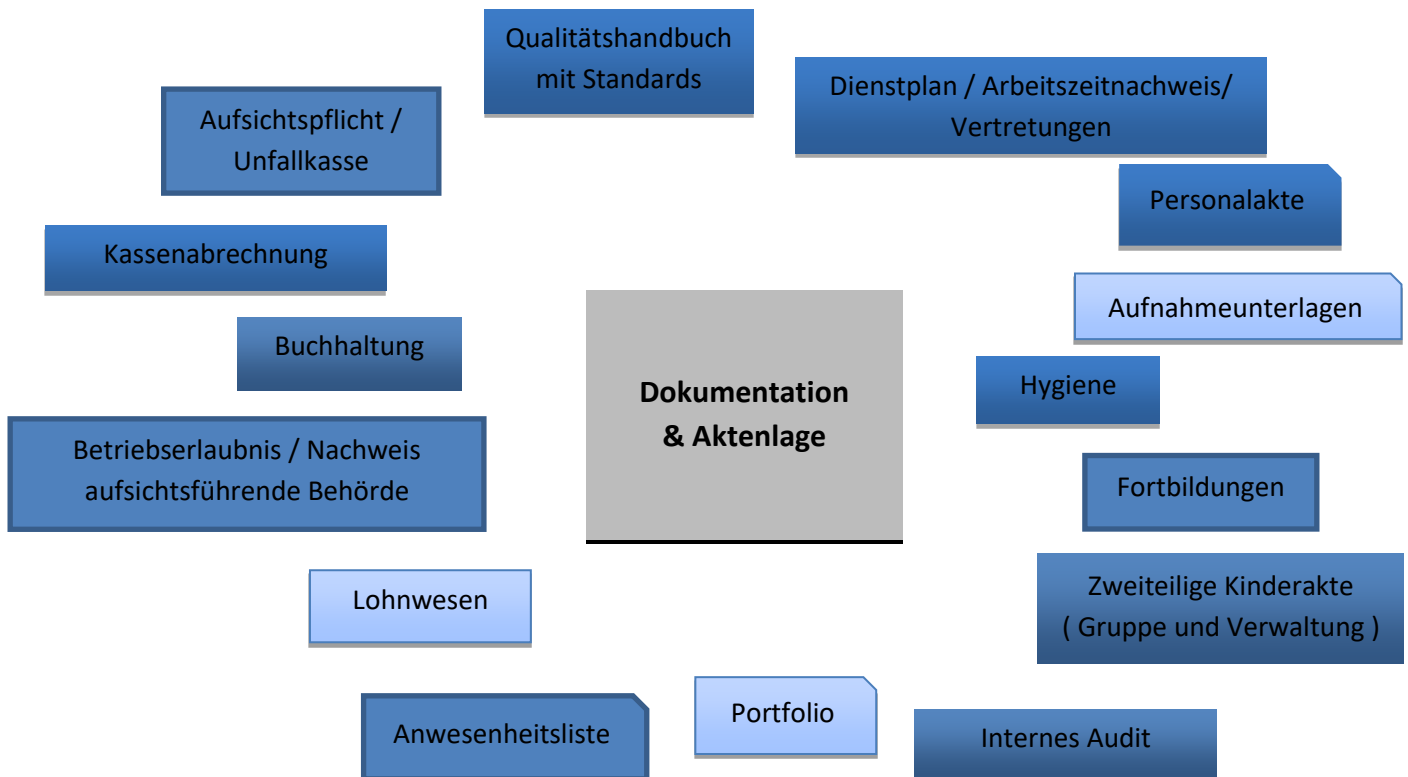 Qualitätshandbuch
mit Standards
Dienstplan / Arbeitszeitnachweis/
Vertretungen
Aufsichtspflicht /
Unfallkasse
Personalakte
Kassenabrechnung
Aufnahmeunterlagen
Buchhaltung
Hygiene
Dokumentation
& Aktenlage
Betriebserlaubnis / Nachweis
aufsichtsführende Behörde
Fortbildungen
Lohnwesen
Zweiteilige Kinderakte
( Gruppe und Verwaltung )
Anwesenheitsliste
Portfolio
Internes Audit